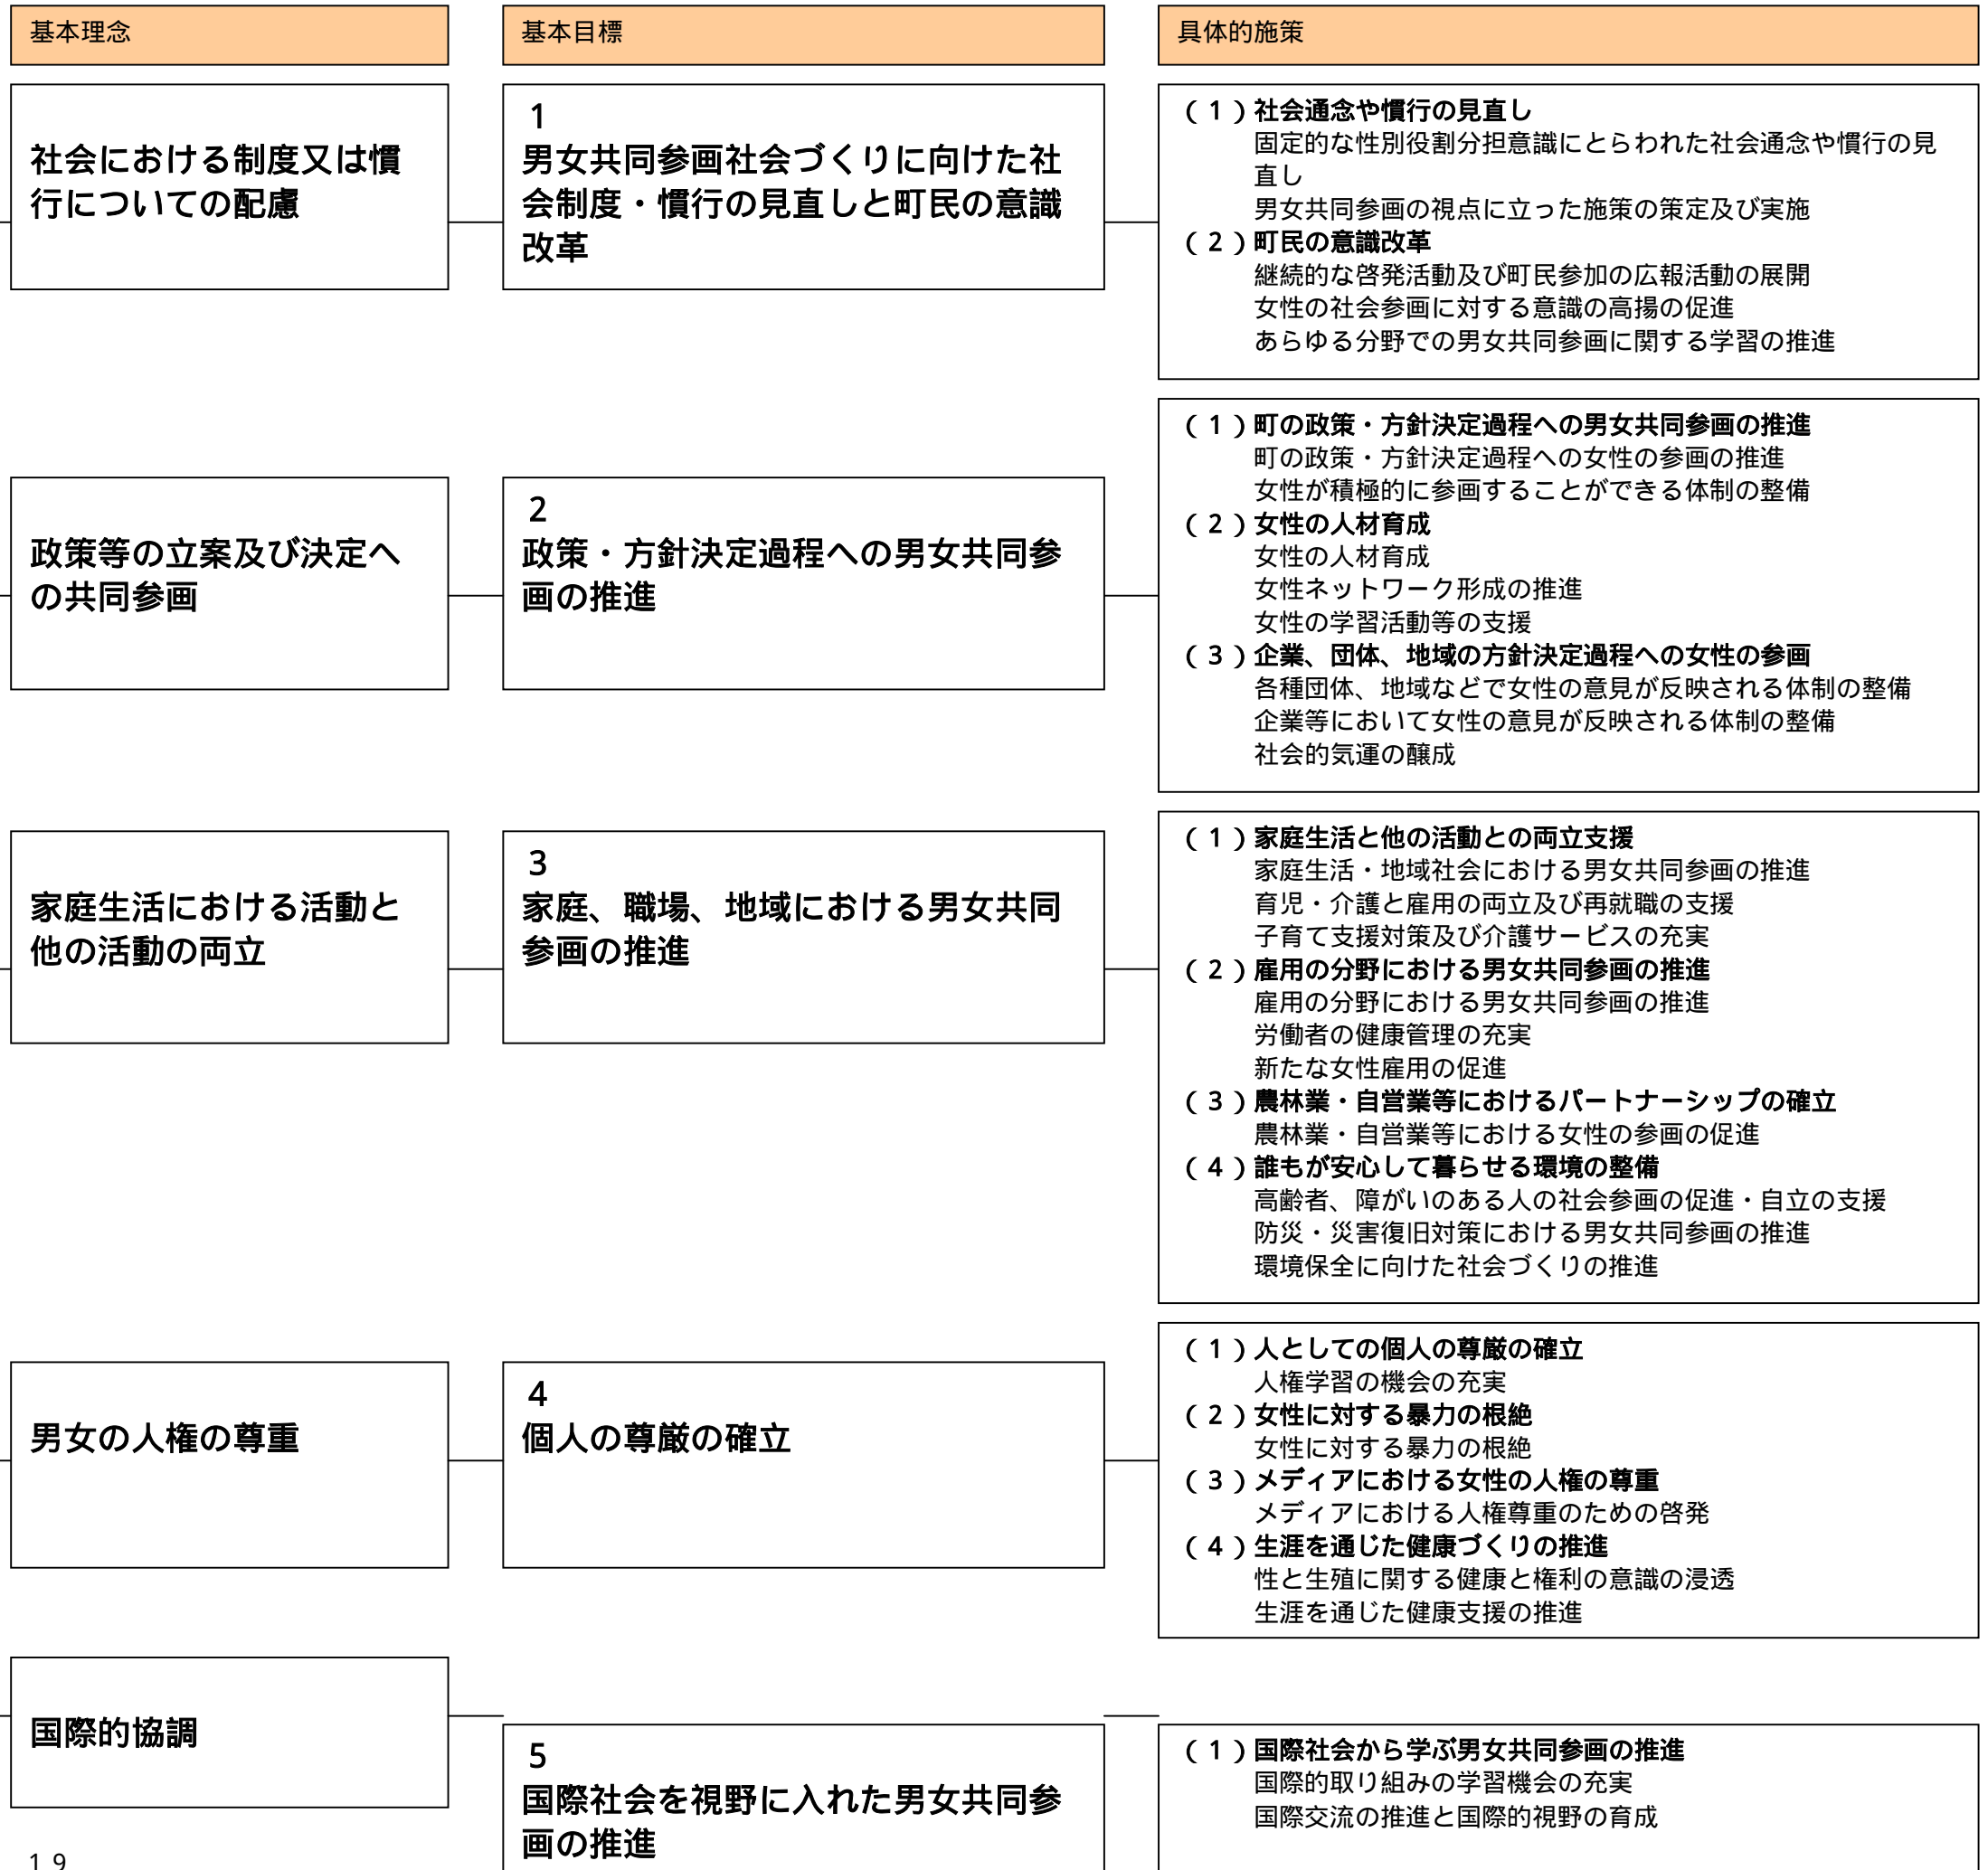 基本理念
基本目標
具体的施策
社会における制度又は慣
行についての配慮
1
男女共同参画社会づくりに向けた社
会制度・慣行の見直しと町民の意識
改革
（１）社会通念や慣行の見直し
固定的な性別役割分担意識にとらわれた社会通念や慣行の見
直し
男女共同参画の視点に立った施策の策定及び実施
（２）町民の意識改革
継続的な啓発活動及び町民参加の広報活動の展開
女性の社会参画に対する意識の高揚の促進
あらゆる分野での男女共同参画に関する学習の推進
政策等の立案及び決定へ
の共同参画
2
政策・方針決定過程への男女共同参
画の推進
（１）町の政策・方針決定過程への男女共同参画の推進
町の政策・方針決定過程への女性の参画の推進
女性が積極的に参画することができる体制の整備
（２）女性の人材育成
女性の人材育成
女性ネットワーク形成の推進
女性の学習活動等の支援
（３）企業、団体、地域の方針決定過程への女性の参画
各種団体、地域などで女性の意見が反映される体制の整備
企業等において女性の意見が反映される体制の整備
社会的気運の醸成
家庭生活における活動と
他の活動の両立
3
家庭、職場、地域における男女共同
参画の推進
（１）家庭生活と他の活動との両立支援
家庭生活・地域社会における男女共同参画の推進
育児・介護と雇用の両立及び再就職の支援
子育て支援対策及び介護サービスの充実
（２）雇用の分野における男女共同参画の推進
雇用の分野における男女共同参画の推進
労働者の健康管理の充実
新たな女性雇用の促進
（３）農林業・自営業等におけるパートナーシップの確立
農林業・自営業等における女性の参画の促進
（４）誰もが安心して暮らせる環境の整備
高齢者、障がいのある人の社会参画の促進・自立の支援
防災・災害復旧対策における男女共同参画の推進
環境保全に向けた社会づくりの推進
男女の人権の尊重
4
個人の尊厳の確立
（１）人としての個人の尊厳の確立
人権学習の機会の充実
（２）女性に対する暴力の根絶
女性に対する暴力の根絶
（３）メディアにおける女性の人権の尊重
メディアにおける人権尊重のための啓発
（４）生涯を通じた健康づくりの推進
性と生殖に関する健康と権利の意識の浸透
生涯を通じた健康支援の推進
国際的協調
5
国際社会を視野に入れた男女共同参
画の推進
（１）国際社会から学ぶ男女共同参画の推進
国際的取り組みの学習機会の充実
国際交流の推進と国際的視野の育成
１９